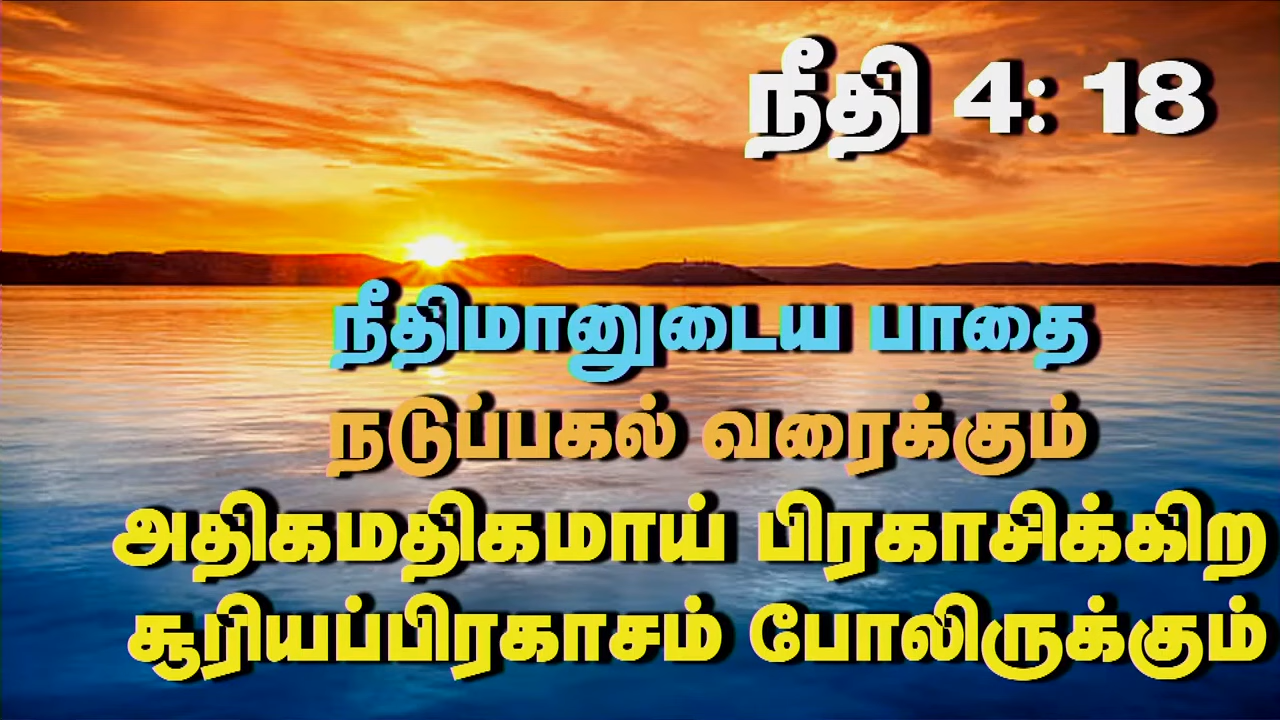 நீதி 4: 18
நீதிமானுடைய பாதை
நடுப்பகல் வரைக்கும்
அதிகமதிகமாய் பிரகாசிக்கிற
சூரியப்பிரகாசம் போலிருக்கும்